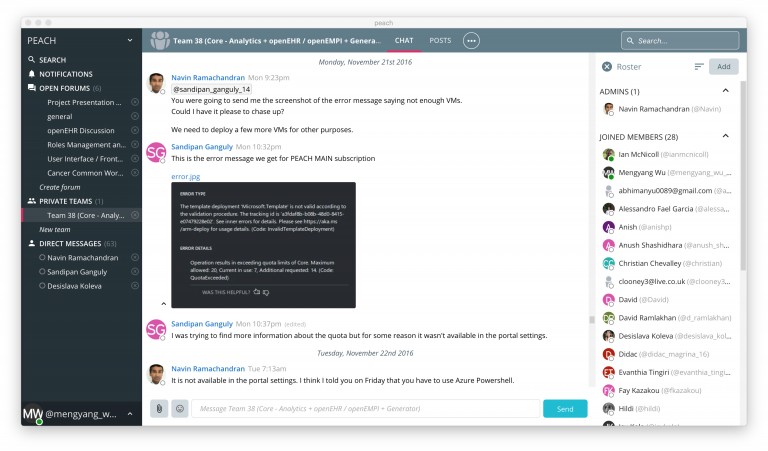 peach
PEACH
SEARCH
NOTIFICATIONS
OPEN FORUMS (6)
Project Presentation ...
general
openEHR Discussion
Roles Management an...
User Interface / Front...
Cancer Common Wor...
Create forum
PRIVATE TEAMS (1)
Team 38 (Core - Analy...
New team
DIRECT MESSAGES (63)
Navin Ramachandran
Sandipan Ganguly
Desislava Koleva
MW @mengyang_w...
Team 38 (Core - Analytics + openEHR / openEMPI + Genera...
CHAT
POSTS
Search...
Monday, November 21st 2016
Navin Ramachandran Mon 9:23pm
@sandipan_ganguly_14
You were going to send me the screenshot of the error message saying not enough VMs.
Could I have it please to chase up?
We need to deploy a few more VMs for other purposes.
SG
Sandipan Ganguly Mon 10:32pm
This is the error message we get for PEACH MAIN subscription
error.jpg
ERROR TYPE
The template deployment 'Microsoft.Template' is not valid according to
the validation procedure. The tracking id is
See inner errors for details. Please see https://aka.ms
/arm-deploy for usage details. (Code: InvalidTemplateDeployment)
ERROR DETAILS
Operation results in exceeding quota limits of Core. Maximum
allowed: 20, Current in use: 7, Additional requested: 14. (Code:
QuotaExceeded)
WAS THIS HELPFUL?
SG
Sandipan Ganguly Mon 10:37pm (edited)
I was trying to find more information about the quota but for some reason it wasn't available in the portal settings.
Tuesday, November 22nd 2016
Navin Ramachandran Tue 7:13am
It is not available in the portal settings. I think I told you on Friday that you have to use Azure Powershell.
Message Team 38 (Core - Analytics + openEHR / openEMPI + Generator)
Send
Roster
Add
ADMINS (1)
Navin Ramachandran (@Navin)
JOINED MEMBERS (28)
Ian McNicoll (@ianmcnicoll)
Mengyang Wu (@mengyang_wu...
abhimanyu0089@gmail.com (@a...
Alessandro Fael Garcia (@alessa...
Anish (@anishp)
Anush Shashidhara (@anush_sh...
Christian Chevalley (@christian)
clooney3@live.co.uk (@clooney3...
David (@David)
David Ramlakhan (@d_ramlakhan)
Desislava Koleva (@desislava_kol...
Didac (@didac_magrina_16)
Evanthia Tingiri (@evanthia_tingi...
Fay Kazakou (@fkazakou)
Hildi (@hildi)